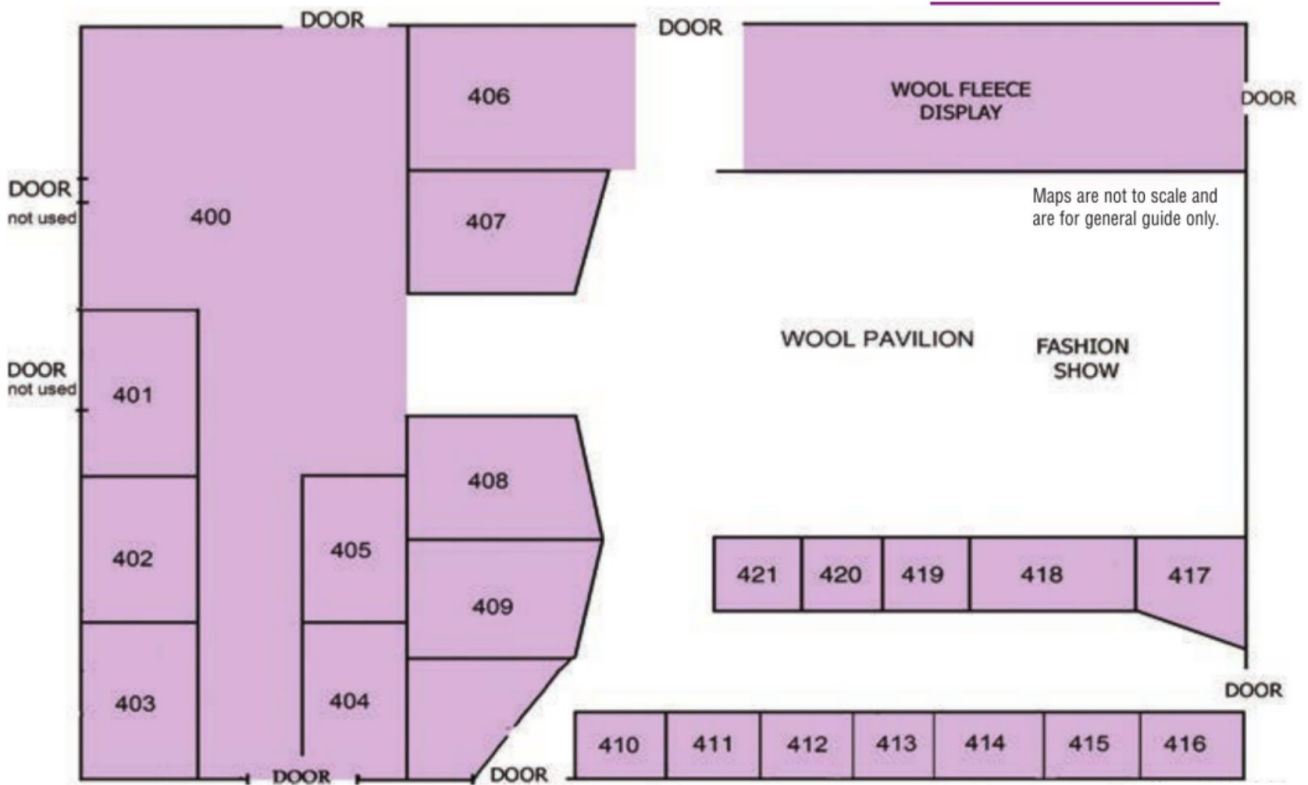 DOOR
DOOR
406
WOOL FLEECE
DISPLAY
DOOR
DOOR
not used
400
407
Maps are not to scale and
are for general guide only.
DOOR
not used
401
WOOL PAVILION
FASHION
SHOW
408
402
405
409
421
420
419
418
417
403
404
DOOR
410
411
412
413
414
415
416
DOOR
DOOR